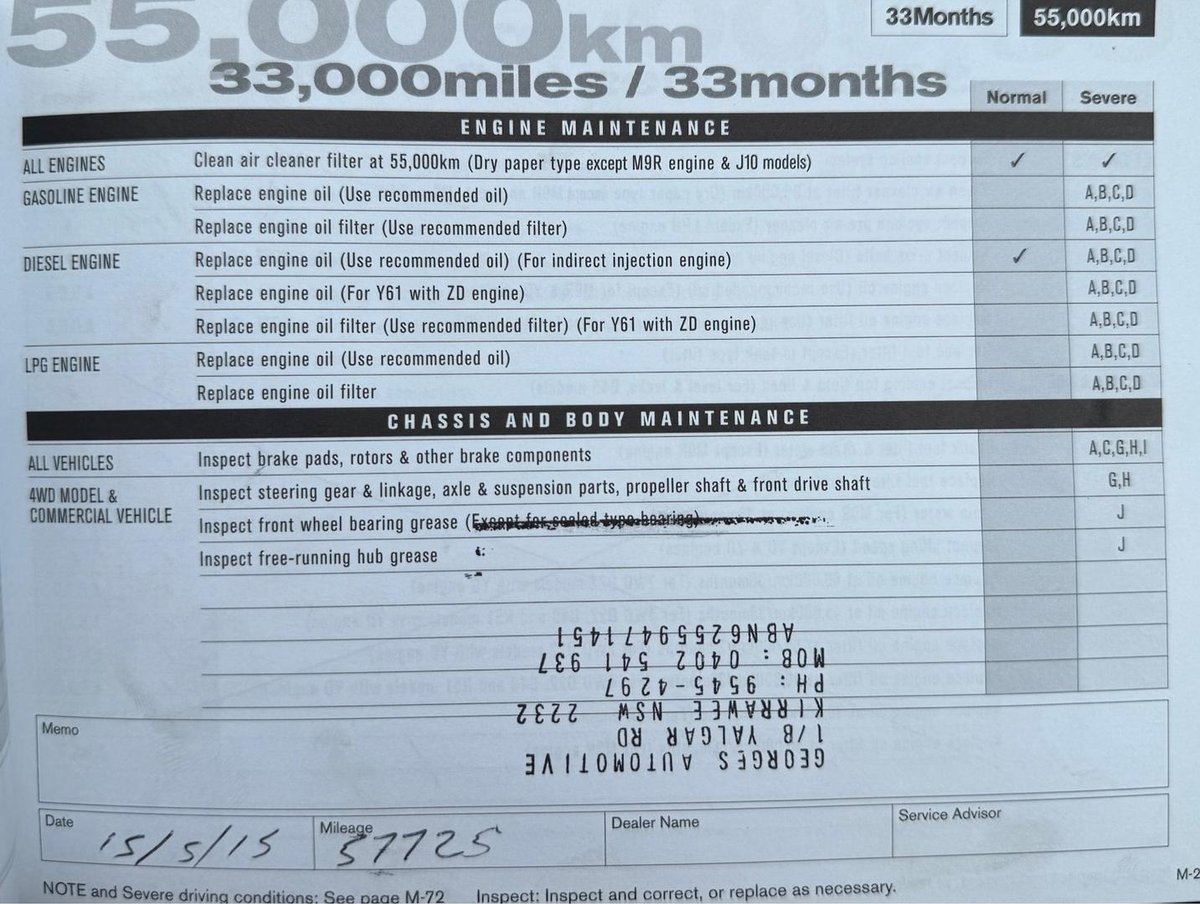 33Months 55,000km
55,000km
33,000miles / 33months
Normal Severe
ENGINE MAINTENANCE
ALL ENGINES Clean air cleaner filter at 55,000km (Dry paper type except M9R engine & J10 models) ✓ ✓
GASOLINE ENGINE Replace engine oil (Use recommended oil) A,B,C,D
Replace engine oil filter (Use recommended filter) A,B,C,D
DIESEL ENGINE Replace engine oil (Use recommended oil) (For indirect injection engine) ✓ A,B,C,D
Replace engine oil (For Y61 with ZD engine) A,B,C,D
Replace engine oil filter (Use recommended filter) (For Y61 with ZD engine) A,B,C,D
LPG ENGINE Replace engine oil (Use recommended oil) A,B,C,D
Replace engine oil filter A,B,C,D
CHASSIS AND BODY MAINTENANCE
ALL VEHICLES Inspect brake pads, rotors & other brake components A,C,G,H,I
4WD MODEL & Inspect steering gear & linkage, axle & suspension parts, propeller shaft & front drive shaft G,H
COMMERCIAL VEHICLE Inspect front wheel bearing grease (Except for sealed type bearing) J
Inspect free-running hub grease J
GEORGES AUTOMOTIVE
1/8 YALGAR RD
KIRRAWEE NSW 2232
PH: 9545-4297
MOB: 0402 541 937
ABN62559471451
Memo
Date 15/5/15 Mileage 57725 Dealer Name Service Advisor
NOTE and Severe driving conditions: See page M-72 Inspect: Inspect and correct, or replace as necessary.